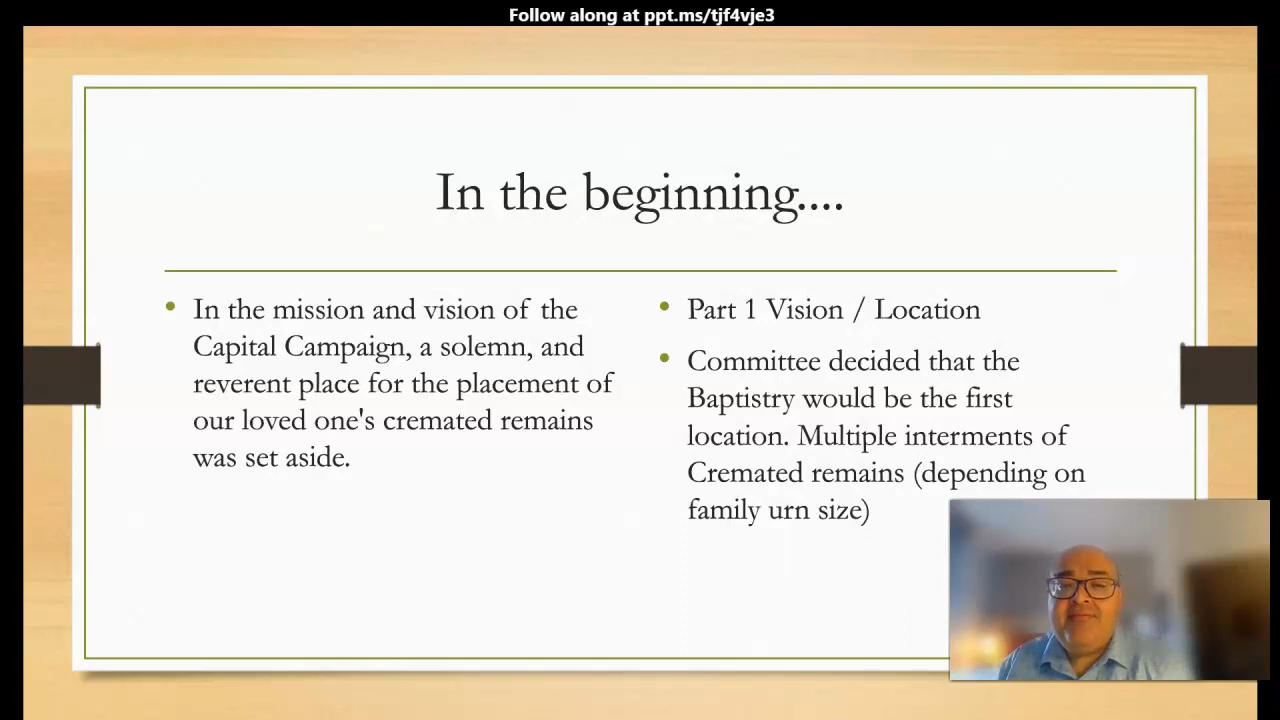 Follow along at ppt.ms/tjf4vje3
In the beginning....
• In the mission and vision of the
Capital Campaign, a solemn, and
reverent place for the placement of
our loved one's cremated remains
was set aside.
• Part 1 Vision / Location
• Committee decided that the
Baptistry would be the first
location. Multiple interments of
Cremated remains (depending on
family urn size)